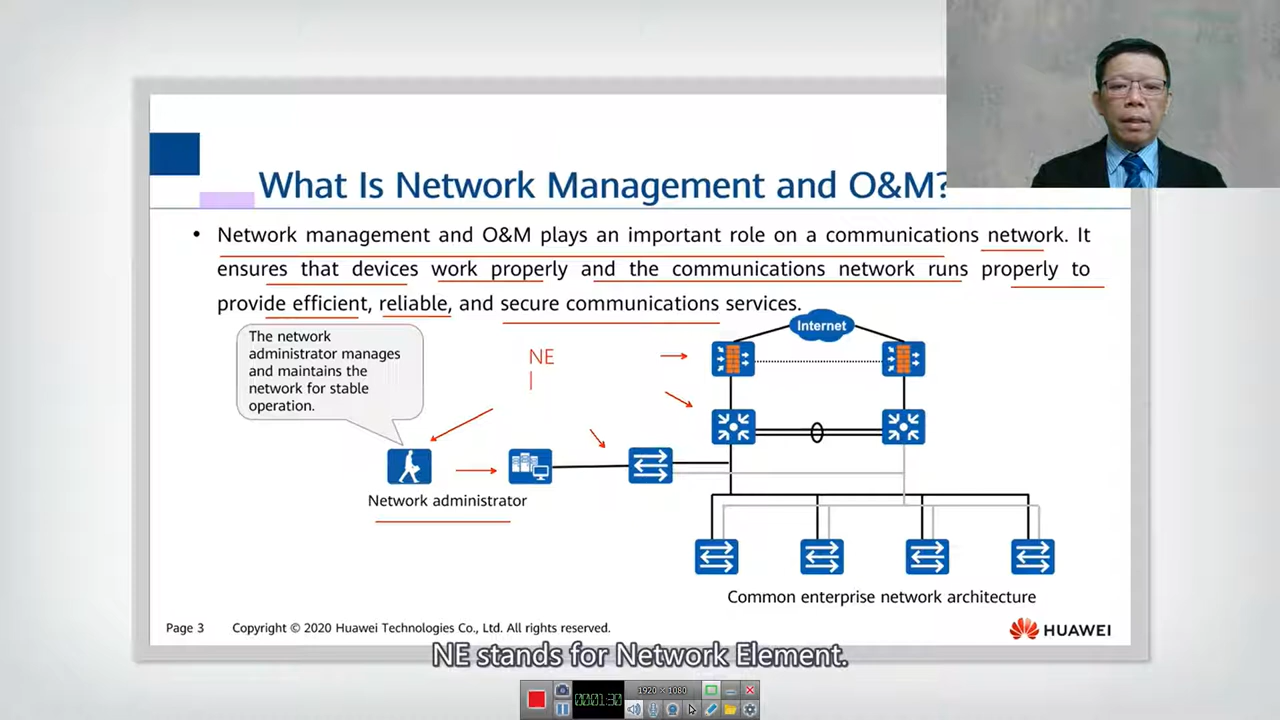 What Is Network Management and O&M?
• Network management and O&M plays an important role on a communications network. It
ensures that devices work properly and the communications network runs properly to
provide efficient, reliable, and secure communications services.
The network
administrator manages
and maintains the
network for stable
operation.
NE
Internet
Network administrator
Common enterprise network architecture
Page 3
Copyright © 2020 Huawei Technologies Co., Ltd. All rights reserved.
HUAWEI
NE stands for Network Element.
1920 × 1080
00:01:30